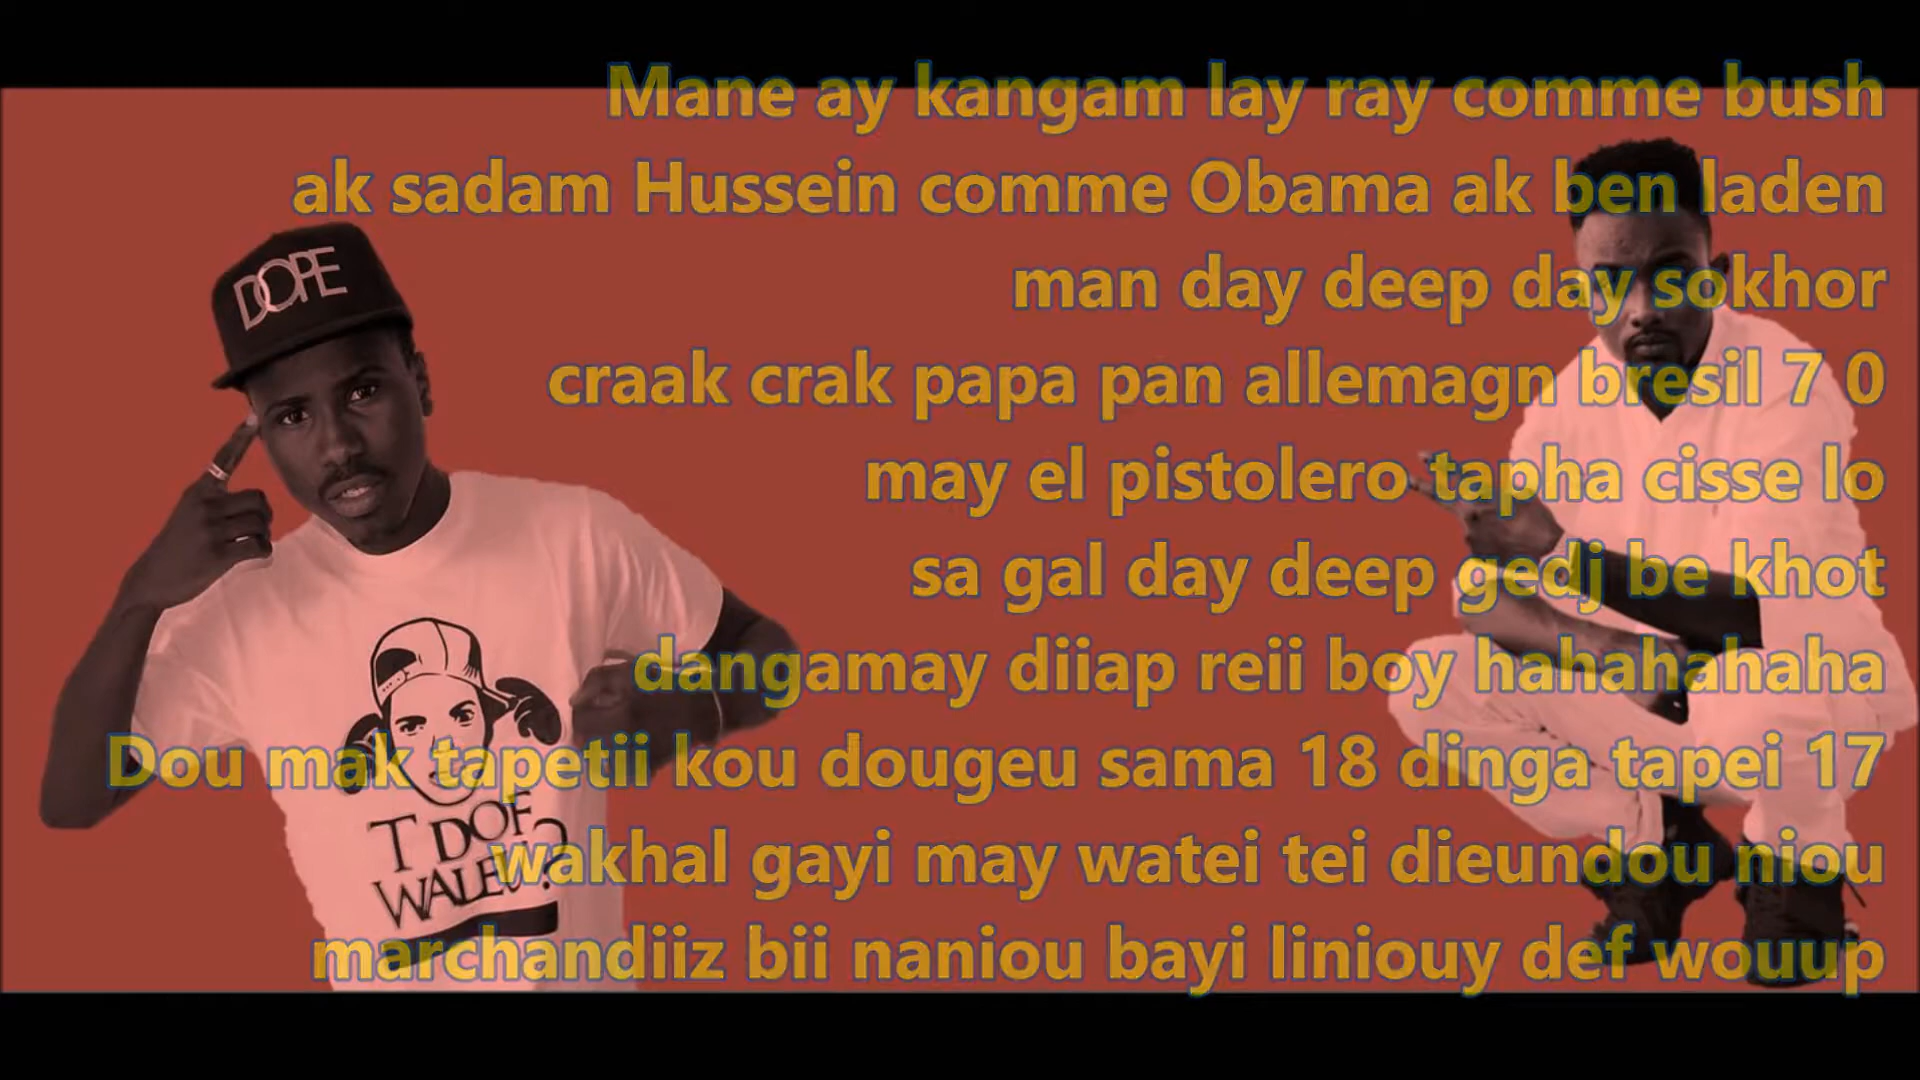 Mane ay kangam lay ray comme bush
ak sadam Hussein comme Obama ak ben laden
man day deep day sokhor
craak crak papa pan allemagn bresil 7 0
may el pistolero tapha cisse lo
sa gal day deep gedj be khot
dangamay diiap reii boy hahahahaha
Dou mak tapetii kou dougeu sama 18 dinga tapei 17
wakhal gayi may watei tei dieundou niou
marchandiiz bii naniou bayi liniouy def wouup
DOPE
T DOF
WALEU?